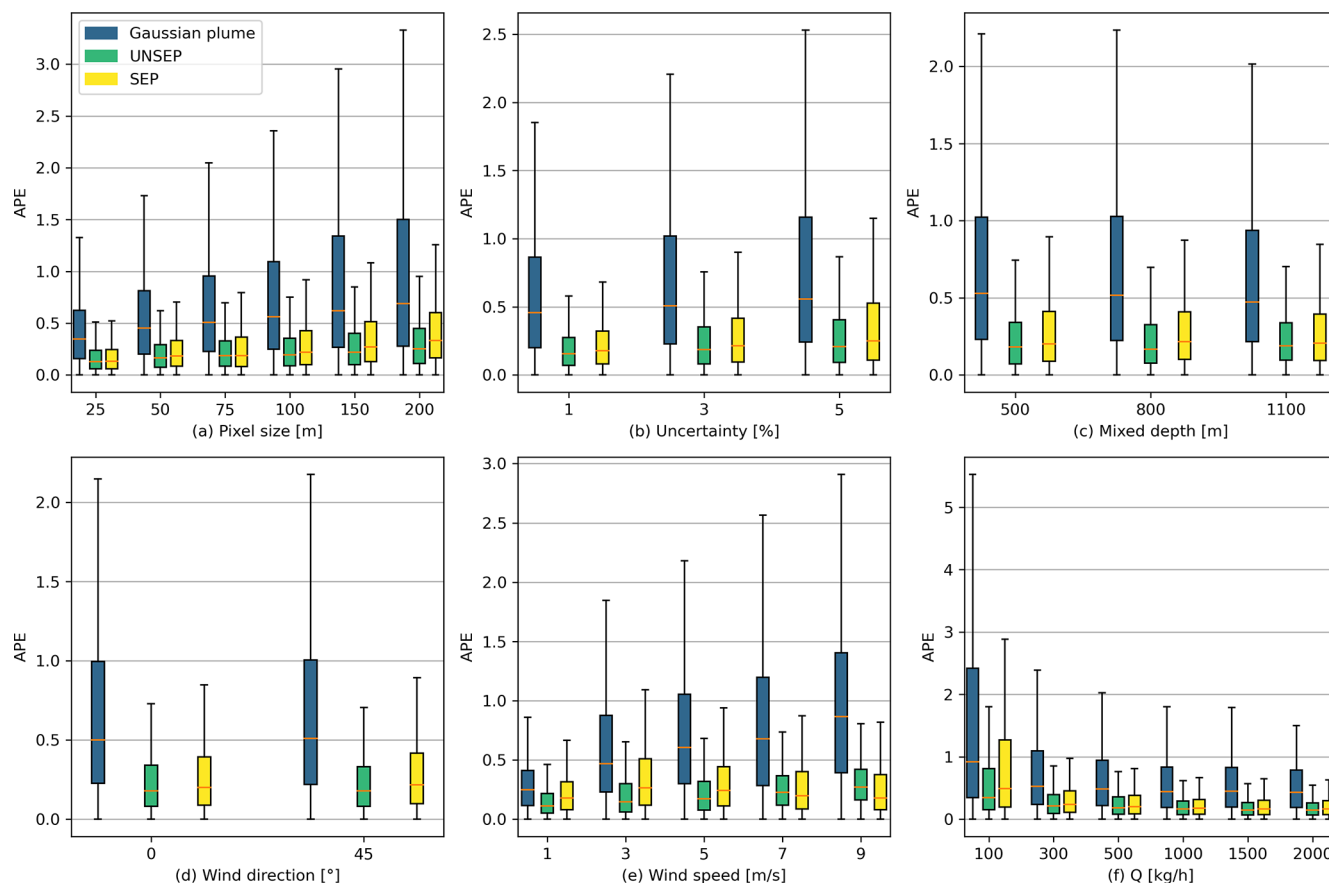 Gaussian plume
UNSEP
SEP
APE
3.0
2.5
2.0
1.5
1.0
0.5
0.0
25 50 75 100 150 200
(a) Pixel size [m]
APE
2.5
2.0
1.5
1.0
0.5
0.0
1 3 5
(b) Uncertainty [%]
APE
2.0
1.5
1.0
0.5
0.0
500 800 1100
(c) Mixed depth [m]
APE
2.0
1.5
1.0
0.5
0.0
0 45
(d) Wind direction [°]
APE
3.0
2.5
2.0
1.5
1.0
0.5
0.0
1 3 5 7 9
(e) Wind speed [m/s]
APE
5
4
3
2
1
0
100 300 500 1000 1500 2000
(f) Q [kg/h]